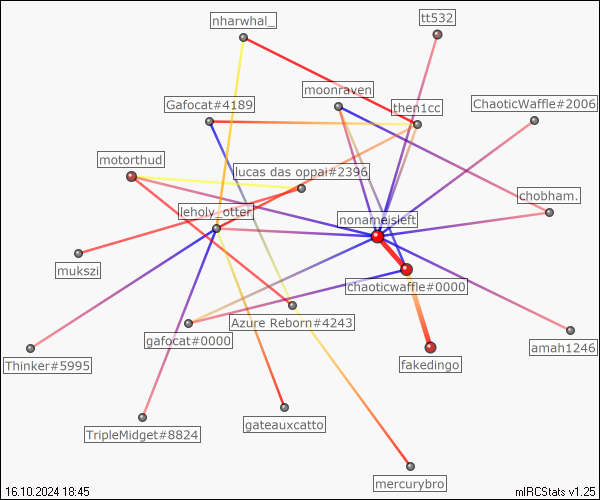 nharwhal_
tt532
moonraven
Gafocat#4189
then1cc
ChaoticWaffle#2006
motorthud
lucas das oppai#2396
chobham.
leholy_otter
nonameisleft
mukszi
chaoticwaffle#0000
Azure Reborn#4243
gafocat#0000
amah1246
Thinker#5995
fakedingo
gateauxcatto
TripleMidget#8824
mercurybro
16.10.2024 18:45
mIRCStats v1.25